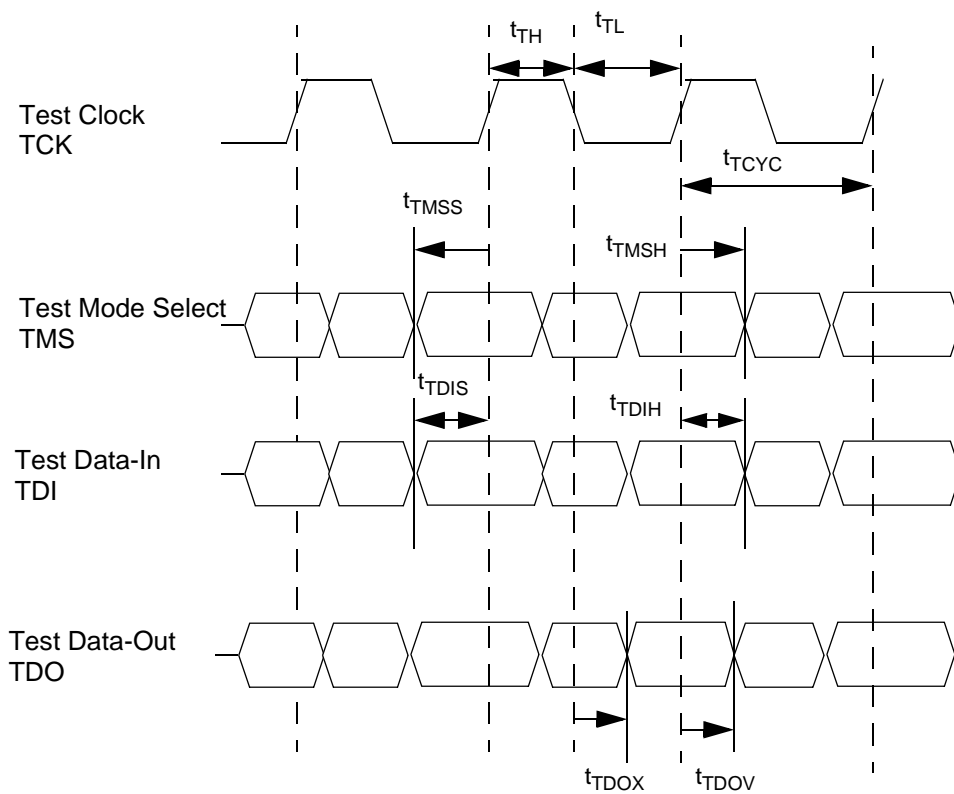 tTH
tTL
Test Clock
TCK
tTCYC
tTMSS
tTMSH
Test Mode Select
TMS
tTDIS
tTDIH
Test Data-In
TDI
Test Data-Out
TDO
tTDOX
tTDOV